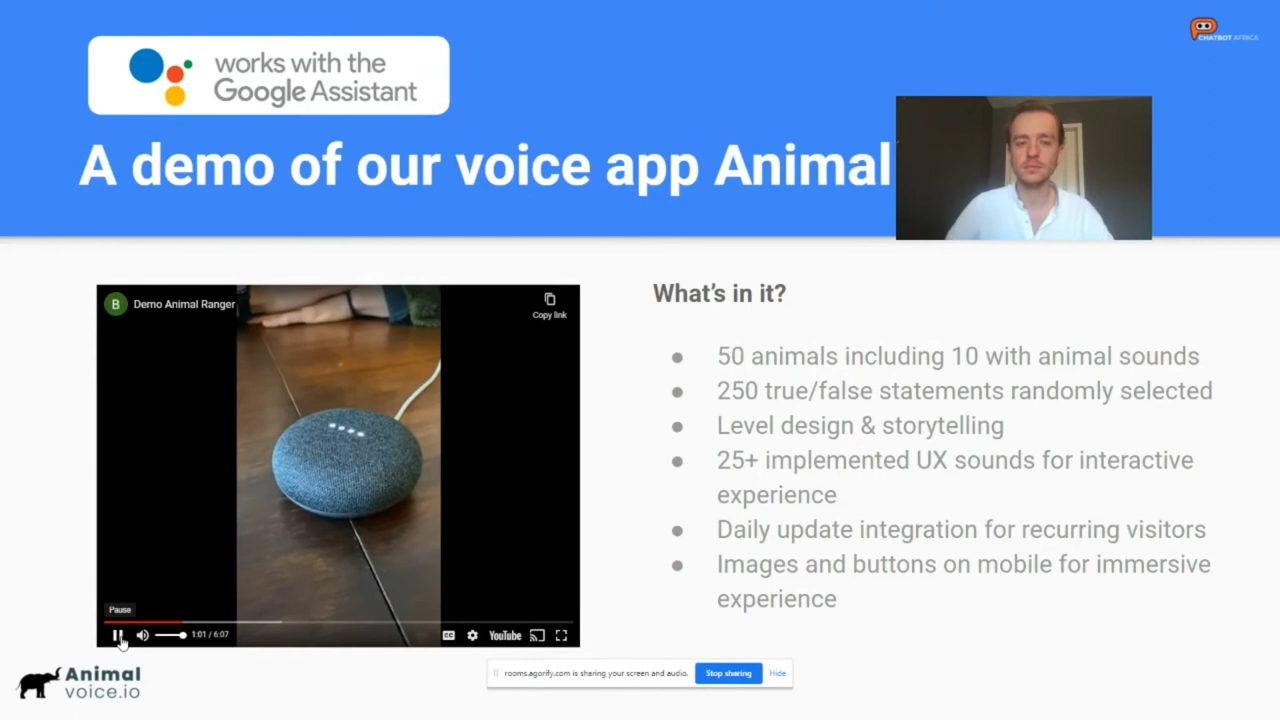 works with the
Google Assistant
CHATBOT AFRICA
A demo of our voice app Animal
B Demo Animal Ranger
Copy link
What's in it?
50 animals including 10 with animal sounds
250 true/false statements randomly selected
Level design & storytelling
25+ implemented UX sounds for interactive
experience
Daily update integration for recurring visitors
Images and buttons on mobile for immersive
experience
Pause
1:01 / 6:07
CC
YouTube
Animal
voice.io
rooms.agorify.com is sharing your screen and audio. Stop sharing Hide